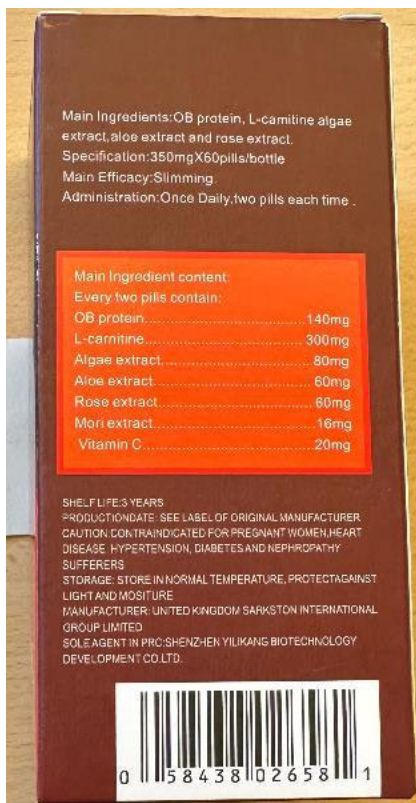 Main Ingredients:OB protein, L-carnitine algae
extract,aloe extract and rose extract.
Specification:350mgX60pills/bottle
Main Efficacy:Slimming.
Administration:Once Daily,two pills each time .
Main Ingredient content:
Every two pills contain:
OB protein..................................140mg
L-carnitine..................................300mg
Algae extract..............................80mg
Aloe extract................................60mg
Rose extract...............................60mg
Mori extract................................16mg
Vitamin C...................................20mg
SHELF LIFE:3 YEARS
PRODUCTIONDATE: SEE LABEL OF ORIGINAL MANUFACTURER
CAUTION:CONTRAINDICATED FOR PREGNANT WOMEN,HEART
DISEASE HYPERTENSION, DIABETES AND NEPHROPATHY
SUFFERERS
STORAGE: STORE IN NORMAL TEMPERATURE, PROTECTAGAINST
LIGHT AND MOSITURE
MANUFACTURER: UNITED KINGDOM SARKSTON INTERNATIONAL
GROUP LIMITED
SOLE AGENT IN PRC:SHENZHEN YILIKANG BIOTECHNOLOGY
DEVELOPMENT CO.LTD.
0 58438 02658 1